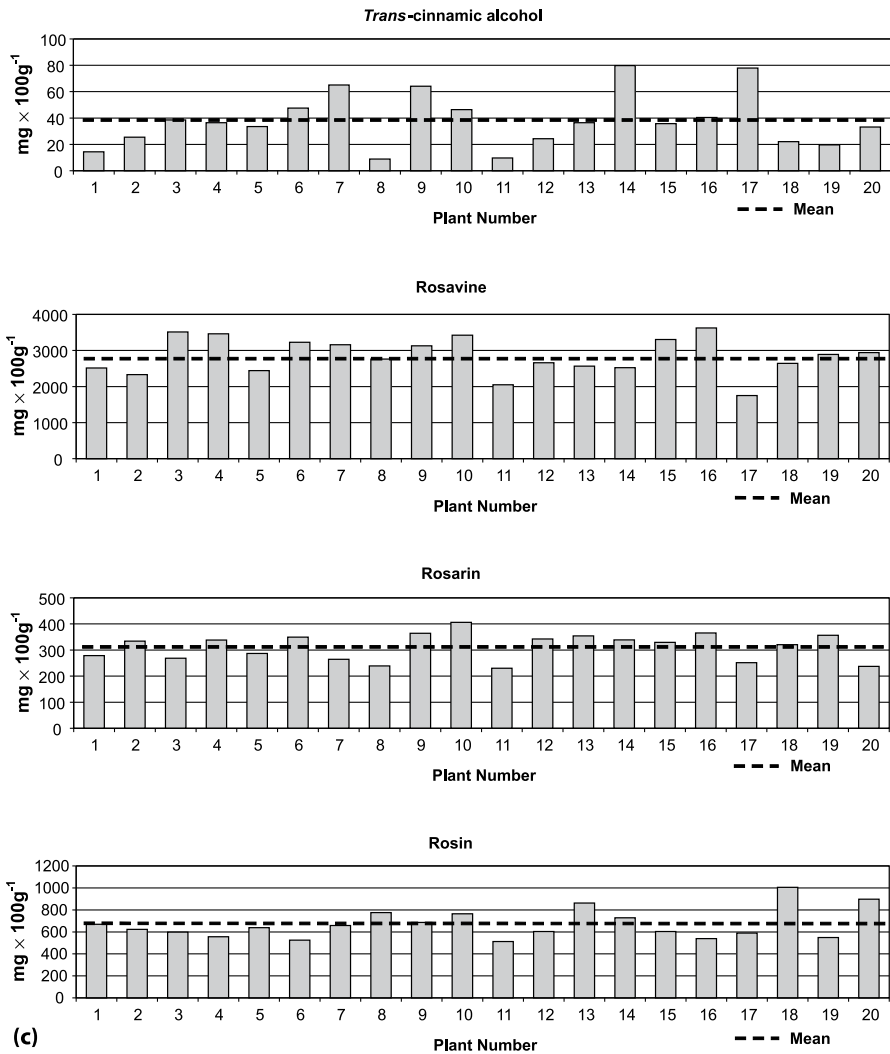 Trans-cinnamic alcohol
mg × 100g⁻¹
100
80
60
40
20
0
1 2 3 4 5 6 7 8 9 10 11 12 13 14 15 16 17 18 19 20
Plant Number
Mean
Rosavine
mg × 100g⁻¹
4000
3000
2000
1000
0
1 2 3 4 5 6 7 8 9 10 11 12 13 14 15 16 17 18 19 20
Plant Number
Mean
Rosarin
mg × 100g⁻¹
500
400
300
200
100
0
1 2 3 4 5 6 7 8 9 10 11 12 13 14 15 16 17 18 19 20
Plant Number
Mean
Rosin
mg × 100g⁻¹
1200
1000
800
600
400
200
0
1 2 3 4 5 6 7 8 9 10 11 12 13 14 15 16 17 18 19 20
(c)
Plant Number
Mean